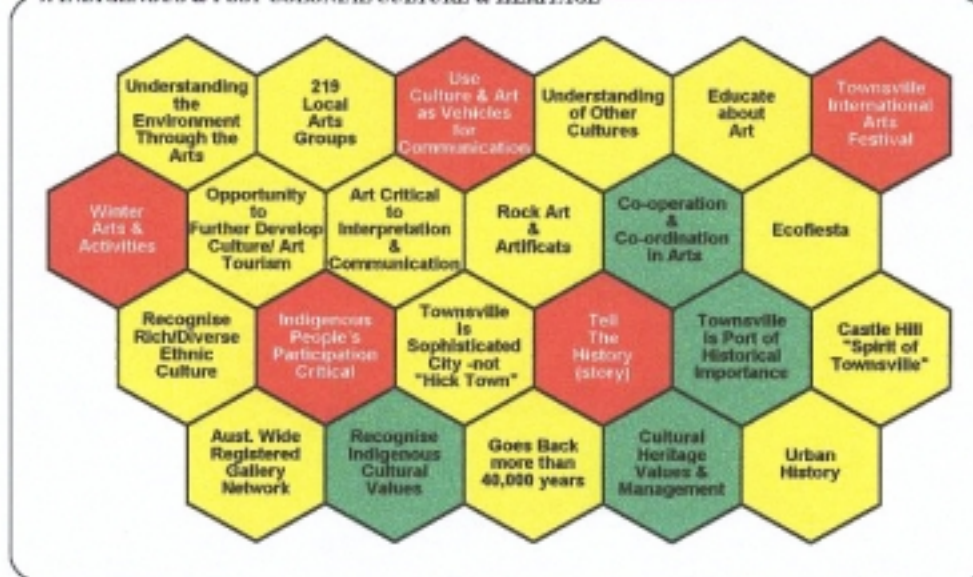 INDIGENOUS & POST COLONIAL CULTURE & HERITAGE
Understanding
the
Environment
Through the
Arts
219
Local
Arts
Groups
Use
Culture & Art
as Vehicles
for
Communication
Understanding
of Other
Cultures
Educate
about
Art
Townsville
International
Arts
Festival
Winter
Arts &
Activities
Opportunity
to
Further Develop
Culture/ Art
Tourism
Art Critical
to
Interpretation
&
Communication
Rock Art
&
Artificats
Co-operation
&
Co-ordination
in Arts
Ecofiesta
Recognise
Rich/Diverse
Ethnic
Culture
Indigenous
People's
Participation
Critical
Townsville
is
Sophisticated
City -not
"Hick Town"
Tell
The
History
(story)
Townsville
is Port of
Historical
Importance
Castle Hill
"Spirit of
Townsville"
Aust. Wide
Registered
Gallery
Network
Recognise
Indigenous
Cultural
Values
Goes Back
more than
40,000 years
Cultural
Heritage
Values &
Management
Urban
History